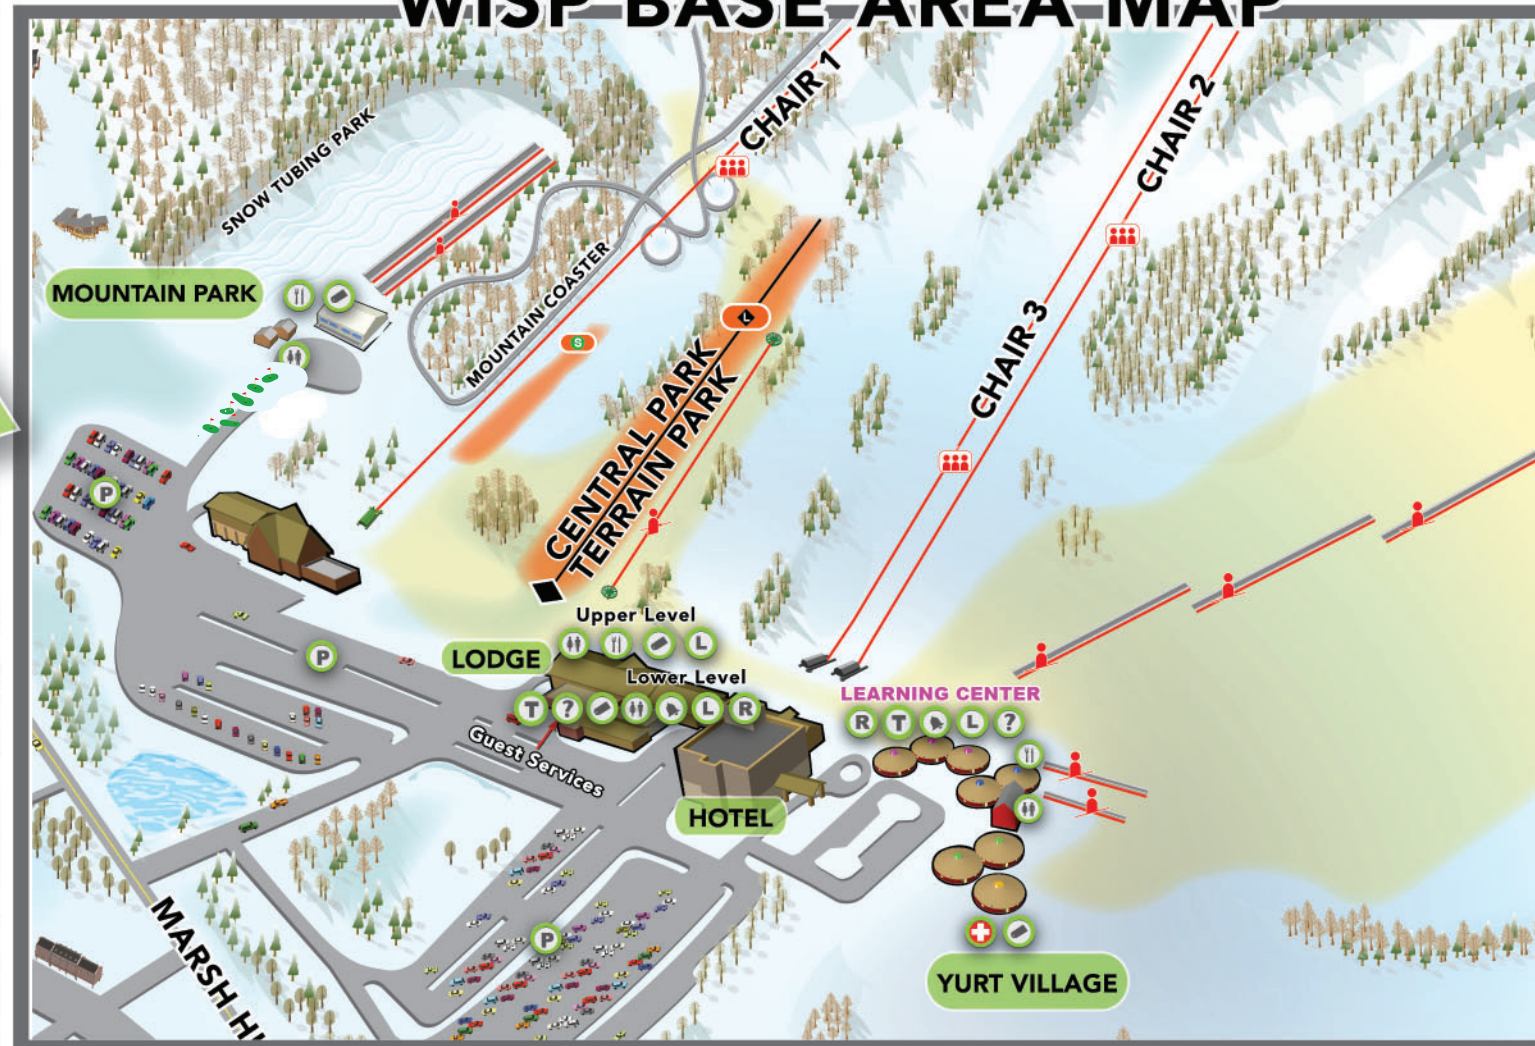 WISP BASE AREA MAP
CHAIR 1
CHAIR 2
SNOW TUBING PARK
MOUNTAIN PARK
MOUNTAIN COASTER
L
S
CHAIR 3
CENTRAL PARK
TERRAIN PARK
P
Upper Level
L
LODGE
P
Lower Level
T ? L R
Guest Services
LEARNING CENTER
R T L ?
HOTEL
P
MARSH
YURT VILLAGE